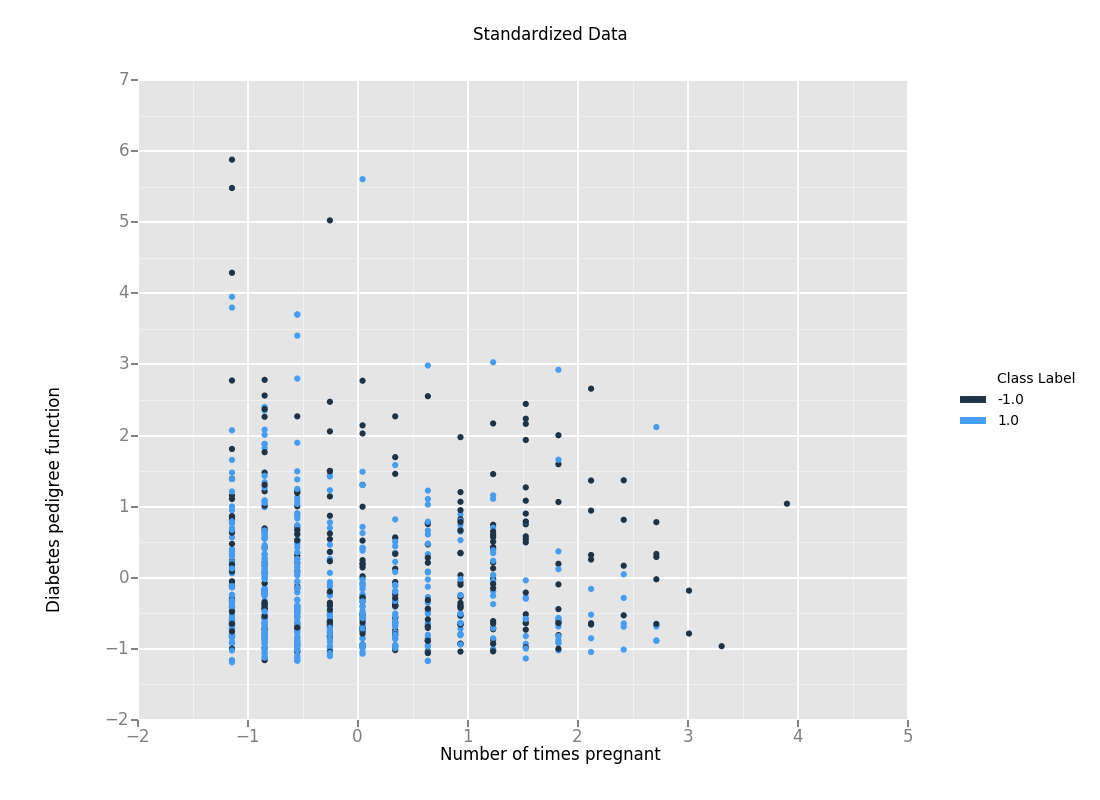 Standardized Data
7
6
5
4
3
2
1
0
−1
−2
−2 −1 0 1 2 3 4 5
Number of times pregnant
Diabetes pedigree function
Class Label
-1.0
1.0